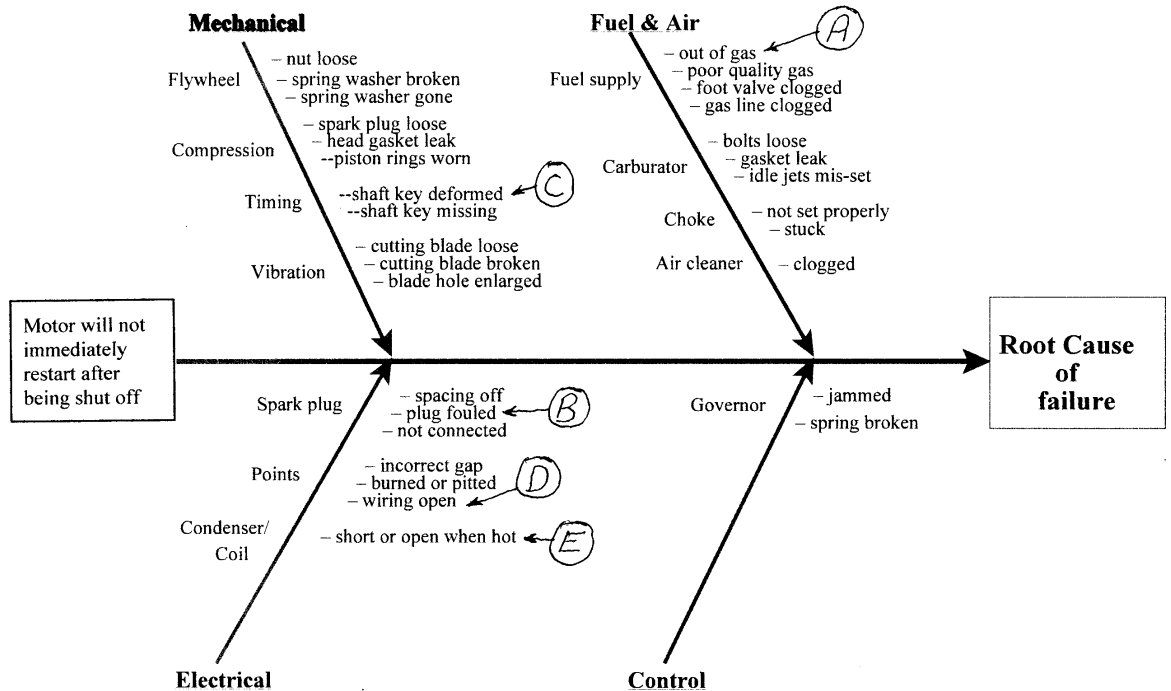 Mechanical
Flywheel
– nut loose
– spring washer broken
– spring washer gone
Compression
– spark plug loose
– head gasket leak
--piston rings worn
Timing
--shaft key deformed
C
--shaft key missing
Vibration
– cutting blade loose
– cutting blade broken
– blade hole enlarged
Fuel & Air
A
Fuel supply
– out of gas
– poor quality gas
– foot valve clogged
– gas line clogged
Carburator
– bolts loose
– gasket leak
– idle jets mis-set
Choke
– not set properly
– stuck
Air cleaner
– clogged
Motor will not
immediately
restart after
being shut off
Root Cause
of
failure
Spark plug
– spacing off
– plug fouled
B
– not connected
Points
– incorrect gap
– burned or pitted
– wiring open
D
Condenser/
Coil
– short or open when hot
E
Electrical
Governor
– jammed
– spring broken
Control